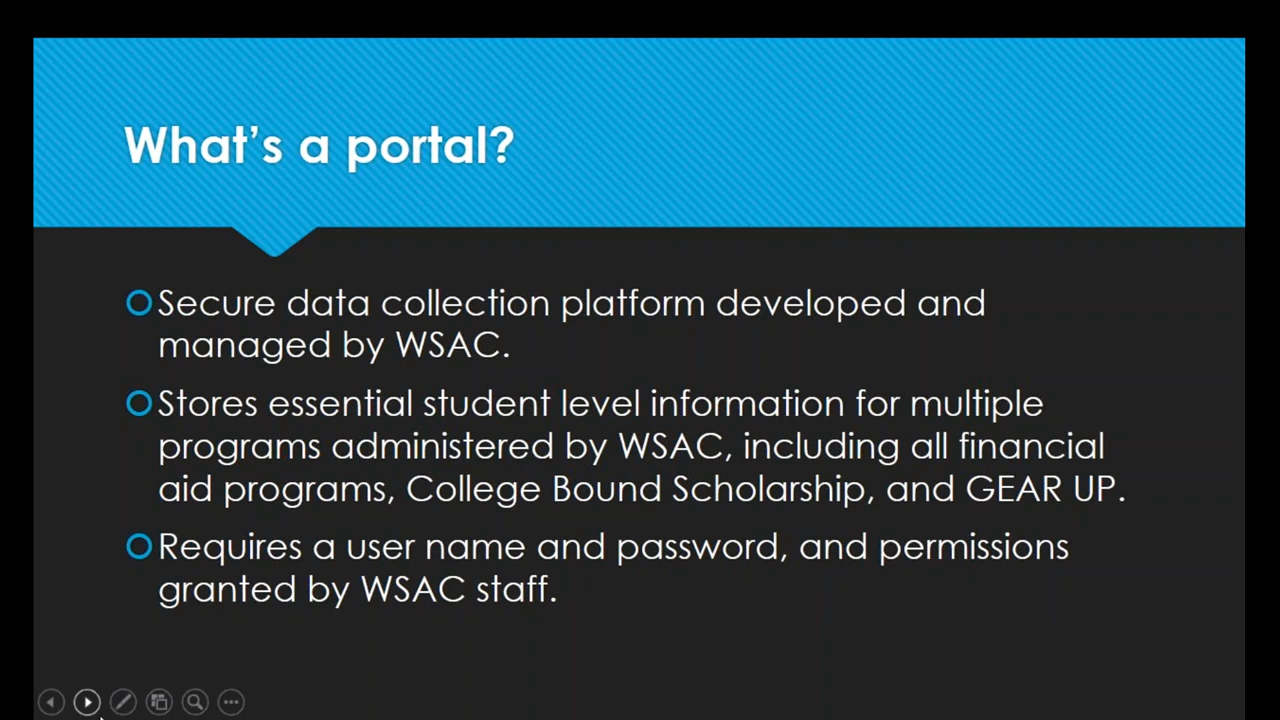 What's a portal?
Secure data collection platform developed and
managed by WSAC.
Stores essential student level information for multiple
programs administered by WSAC, including all financial
aid programs, College Bound Scholarship, and GEAR UP.
Requires a user name and password, and permissions
granted by WSAC staff.